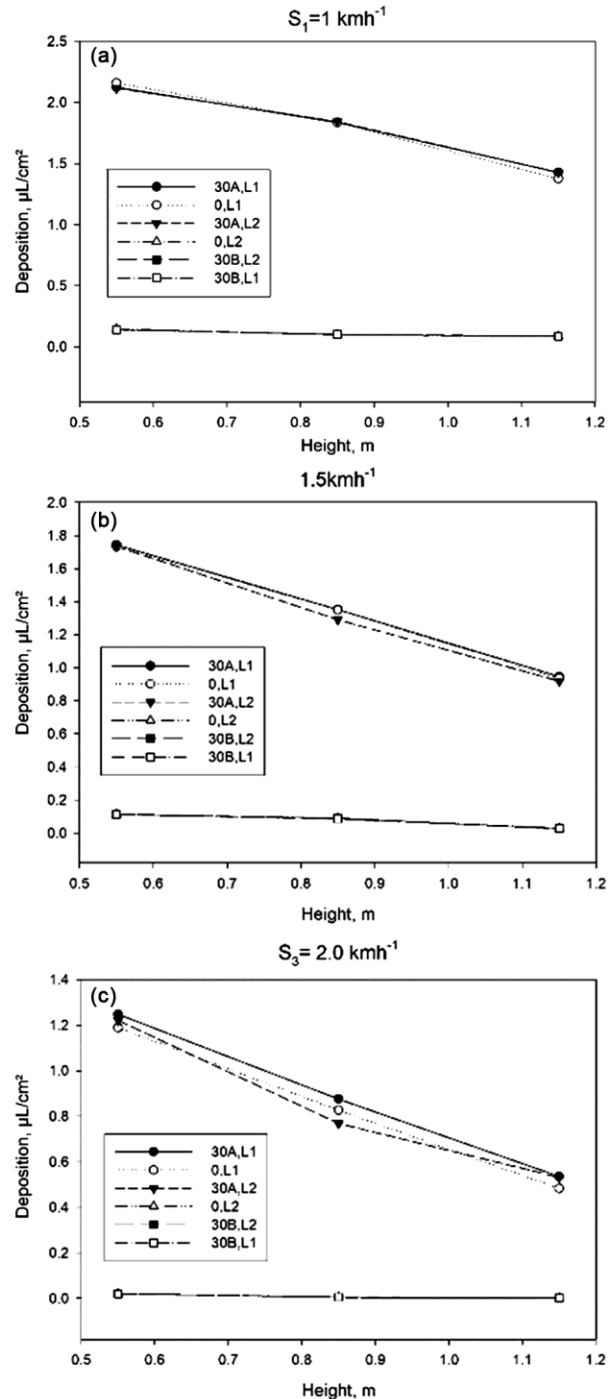 S₁=1 kmh⁻¹
(a)
Deposition, µL/cm²
2.5
2.0
1.5
1.0
0.5
0.0
30A,L1
0,L1
30A,L2
0,L2
30B,L2
30B,L1
0.5 0.6 0.7 0.8 0.9 1.0 1.1 1.2
Height, m
1.5kmh⁻¹
(b)
Deposition, µL/cm²
2.0
1.8
1.6
1.4
1.2
1.0
0.8
0.6
0.4
0.2
0.0
30A,L1
0,L1
30A,L2
0,L2
30B,L2
30B,L1
0.5 0.6 0.7 0.8 0.9 1.0 1.1 1.2
Height, m
S₃= 2.0 kmh⁻¹
(c)
Deposition, µL/cm²
1.4
1.2
1.0
0.8
0.6
0.4
0.2
0.0
30A,L1
0,L1
30A,L2
0,L2
30B,L2
30B,L1
0.5 0.6 0.7 0.8 0.9 1.0 1.1 1.2
Height, m